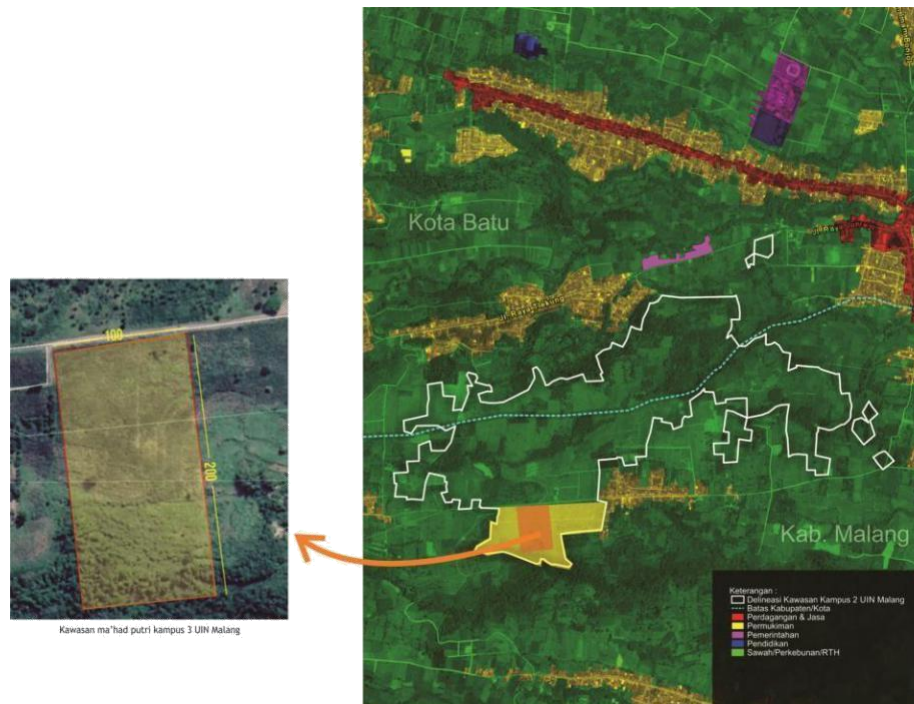 Kota Batu
100
200
Kab. Malang
Kawasan ma'had putri kampus 3 UIN Malang
Keterangan :
Delineasi Kawasan Kampus 2 UIN Malang
Batas Kabupaten/Kota
Perdagangan & Jasa
Permukiman
Pemerintahan
Pendidikan
Sawah/Perkebunan/RTH